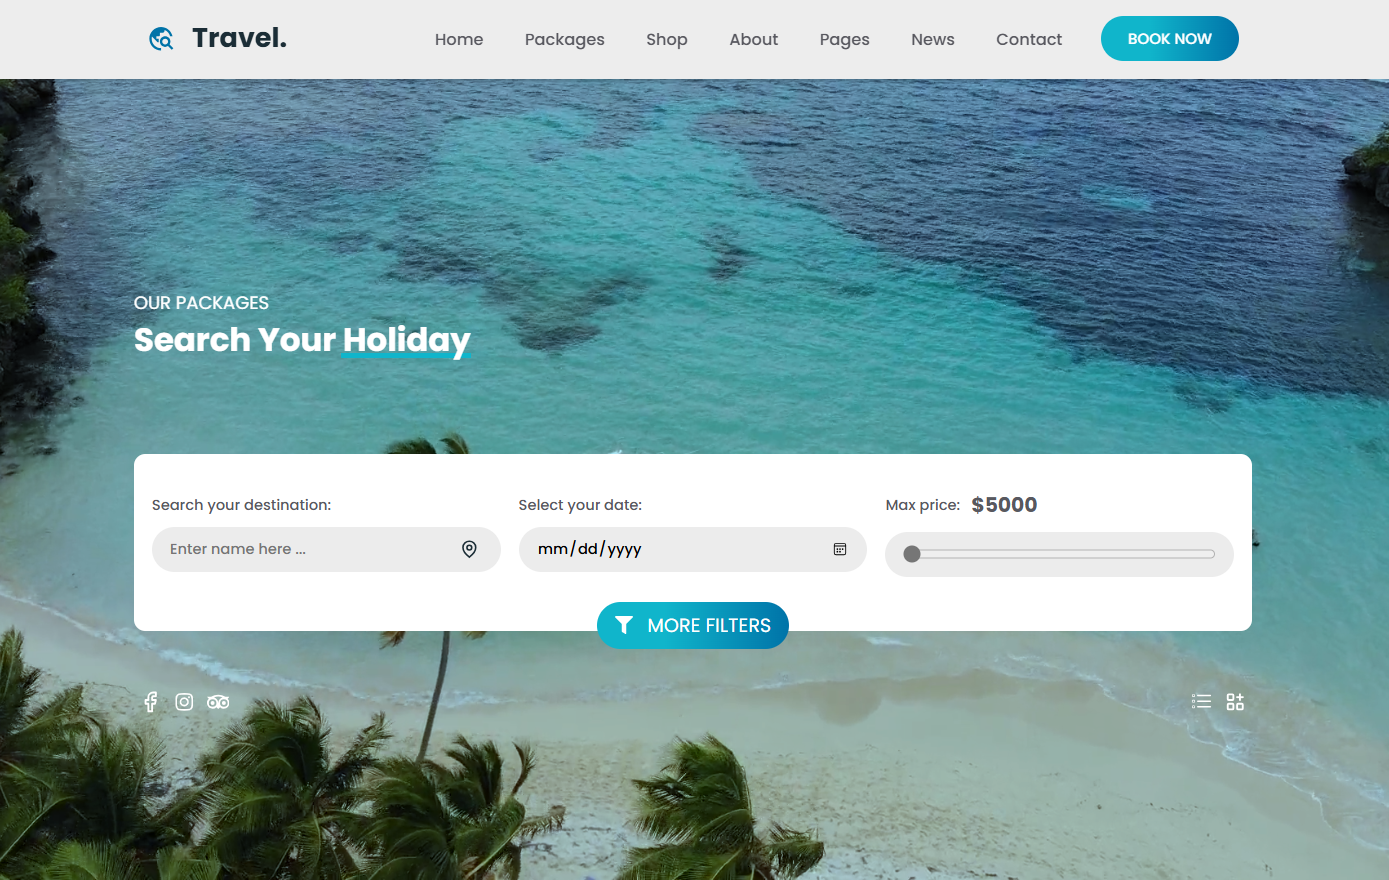 Travel.
Home Packages Shop About Pages News Contact BOOK NOW
OUR PACKAGES
Search Your Holiday
Search your destination: Select your date: Max price: $5000
Enter name here ... mm/dd/yyyy
MORE FILTERS